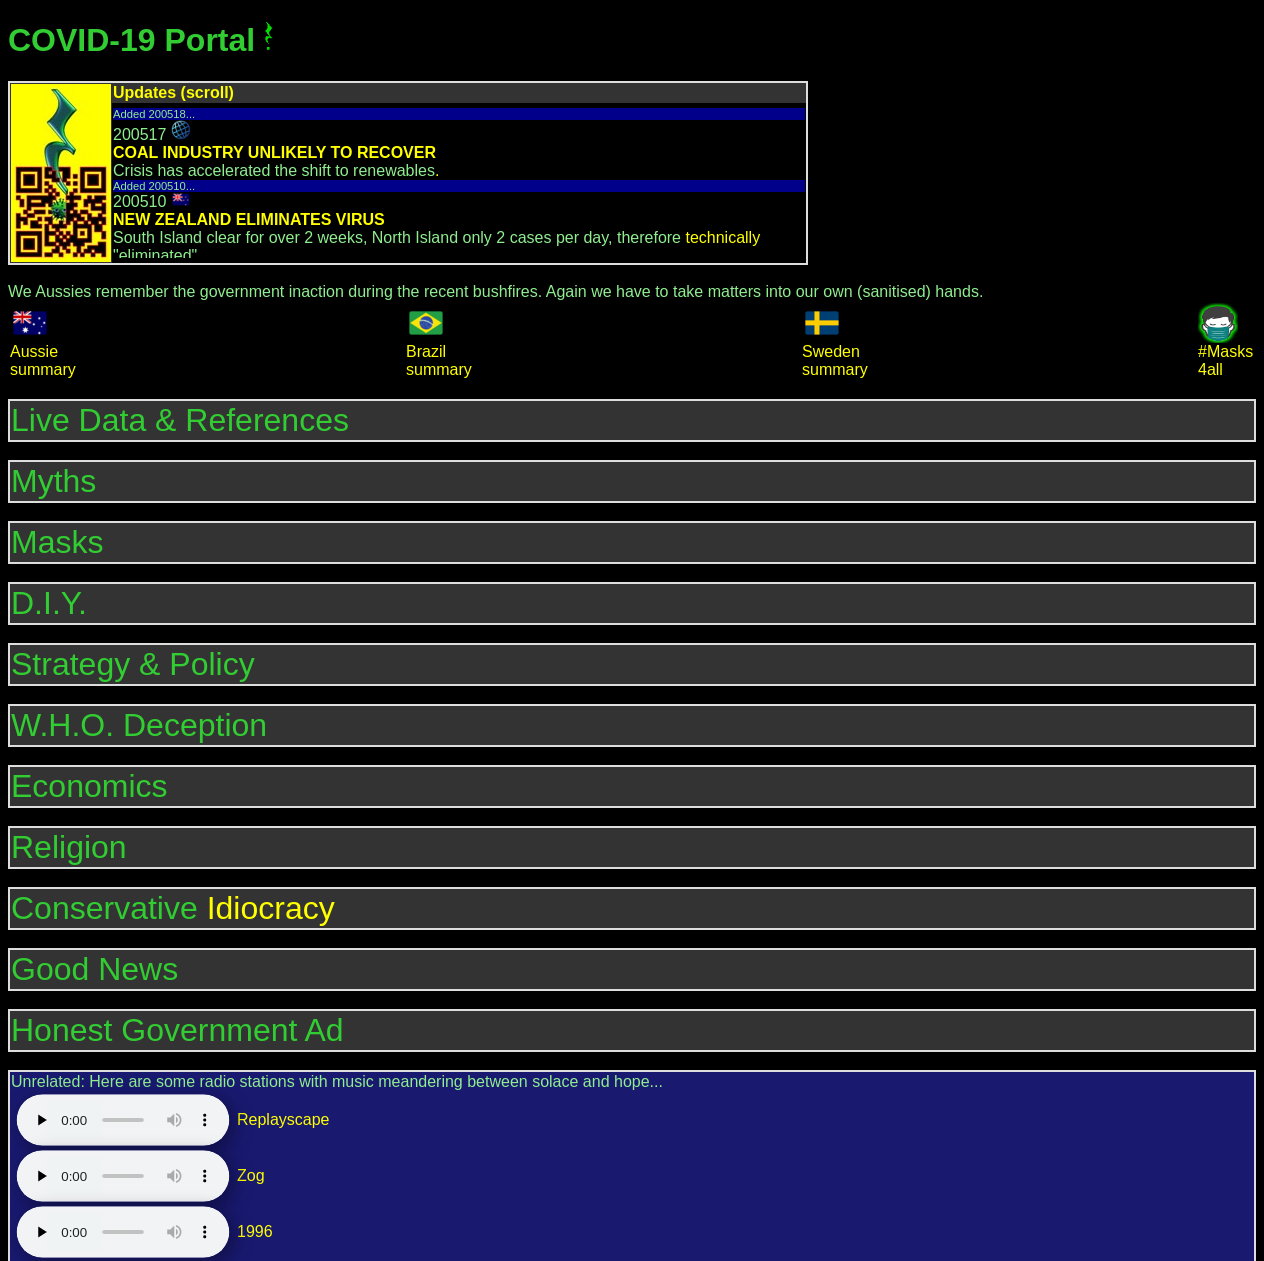 COVID-19 Portal
Updates (scroll)
Added 200518...
200517
COAL INDUSTRY UNLIKELY TO RECOVER
Crisis has accelerated the shift to renewables.
Added 200510...
200510
NEW ZEALAND ELIMINATES VIRUS
South Island clear for over 2 weeks, North Island only 2 cases per day, therefore technically
"eliminated"
We Aussies remember the government inaction during the recent bushfires. Again we have to take matters into our own (sanitised) hands.
Aussie summary
Brazil summary
Sweden summary
#Masks 4all
Live Data & References
Myths
Masks
D.I.Y.
Strategy & Policy
W.H.O. Deception
Economics
Religion
Conservative Idiocracy
Good News
Honest Government Ad
Unrelated: Here are some radio stations with music meandering between solace and hope...
0:00 Replayscape
0:00 Zog
0:00 1996